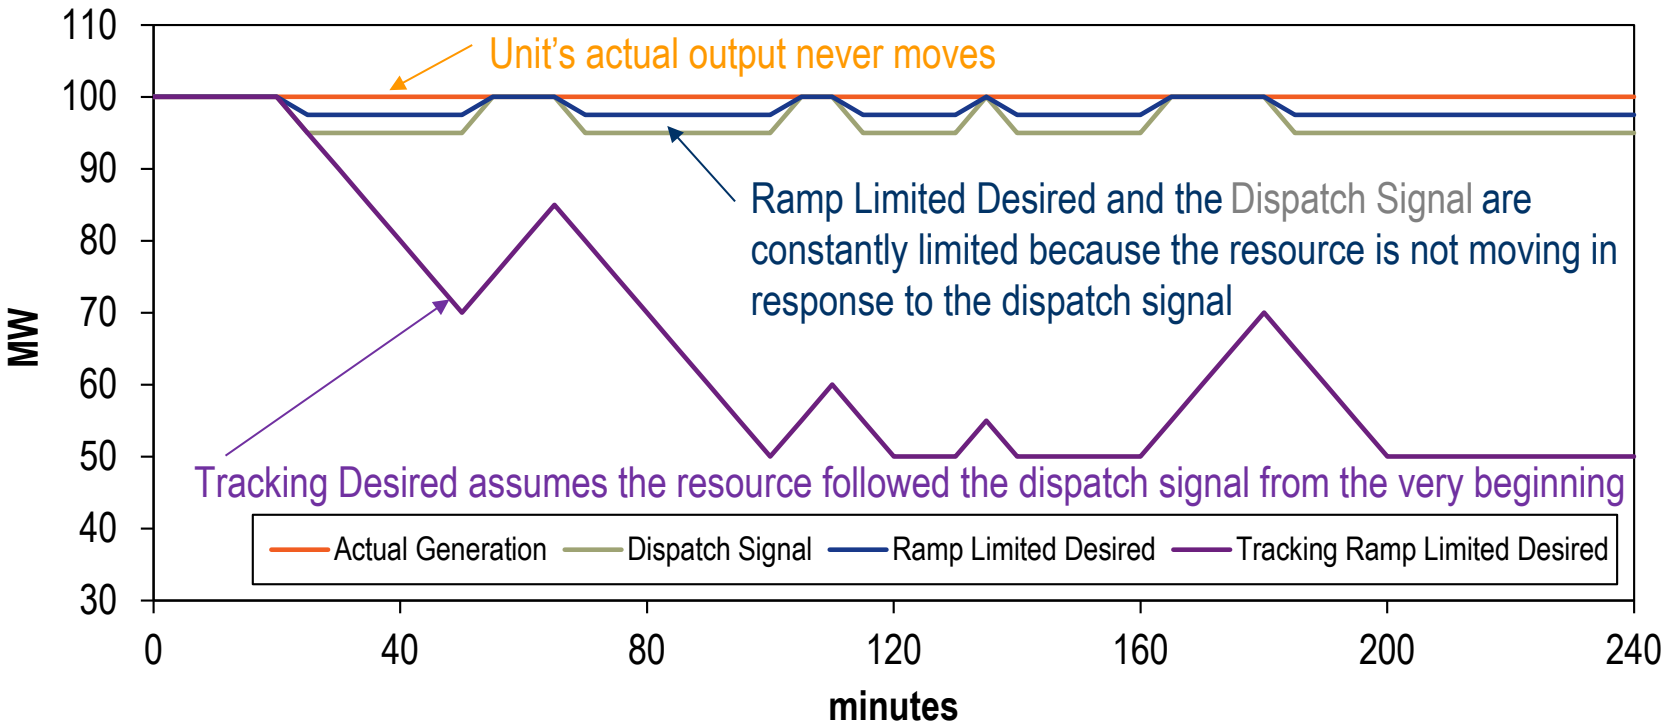 110
Unit’s actual output never moves
100
90
Ramp Limited Desired and the Dispatch Signal are
constantly limited because the resource is not moving in
response to the dispatch signal
80
70
MW
60
50
Tracking Desired assumes the resource followed the dispatch signal from the very beginning
40
Actual Generation Dispatch Signal Ramp Limited Desired Tracking Ramp Limited Desired
30
0 40 80 120 160 200 240
minutes